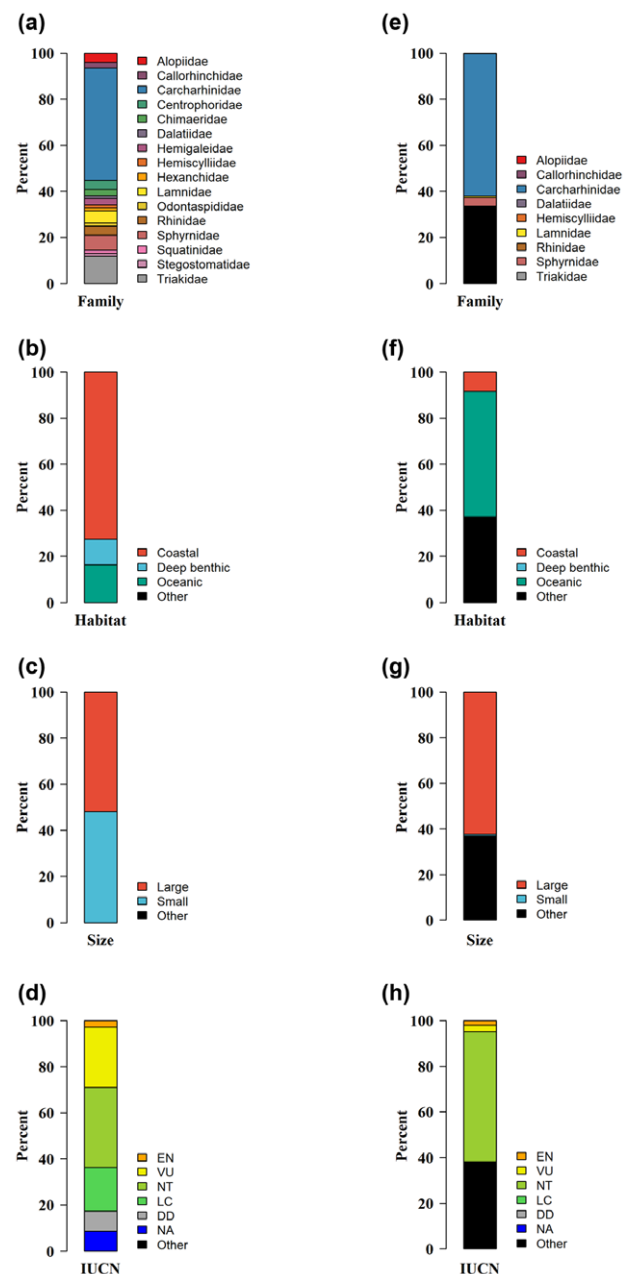 (a)
100
80
60
40
20
0
Percent
Family
Alopiidae
Callorhinchidae
Carcharhinidae
Centrophoridae
Chimaeridae
Dalatiidae
Hemigaleidae
Hemiscylliidae
Hexanchidae
Lamnidae
Odontaspididae
Rhinidae
Sphyrnidae
Squatinidae
Stegostomatidae
Triakidae
(e)
100
80
60
40
20
0
Percent
Family
Alopiidae
Callorhinchidae
Carcharhinidae
Dalatiidae
Hemiscylliidae
Lamnidae
Rhinidae
Sphyrnidae
Triakidae
(b)
100
80
60
40
20
0
Percent
Habitat
Coastal
Deep benthic
Oceanic
Other
(f)
100
80
60
40
20
0
Percent
Habitat
Coastal
Deep benthic
Oceanic
Other
(c)
100
80
60
40
20
0
Percent
Size
Large
Small
Other
(g)
100
80
60
40
20
0
Percent
Size
Large
Small
Other
(d)
100
80
60
40
20
0
Percent
IUCN
EN
VU
NT
LC
DD
NA
Other
(h)
100
80
60
40
20
0
Percent
IUCN
EN
VU
NT
LC
DD
NA
Other